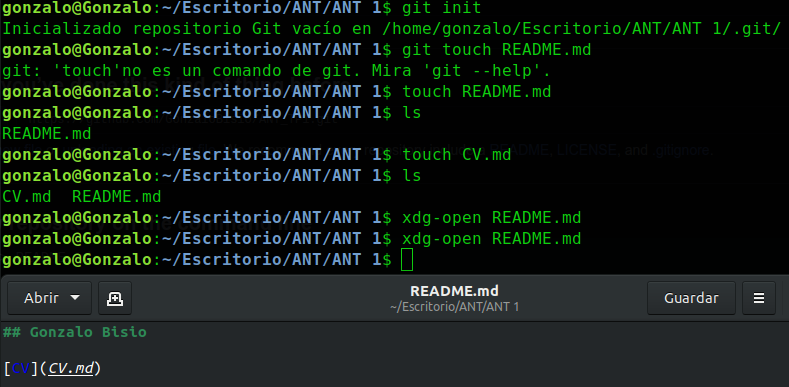 gonzalo@Gonzalo:~/Escritorio/ANT/ANT 1$ git init
Inicializado repositorio Git vacío en /home/gonzalo/Escritorio/ANT/ANT 1/.git/
gonzalo@Gonzalo:~/Escritorio/ANT/ANT 1$ git touch README.md
git: 'touch'no es un comando de git. Mira 'git --help'.
gonzalo@Gonzalo:~/Escritorio/ANT/ANT 1$ touch README.md
gonzalo@Gonzalo:~/Escritorio/ANT/ANT 1$ ls
README.md
gonzalo@Gonzalo:~/Escritorio/ANT/ANT 1$ touch CV.md
gonzalo@Gonzalo:~/Escritorio/ANT/ANT 1$ ls
CV.md  README.md
gonzalo@Gonzalo:~/Escritorio/ANT/ANT 1$ xdg-open README.md
gonzalo@Gonzalo:~/Escritorio/ANT/ANT 1$ xdg-open README.md
gonzalo@Gonzalo:~/Escritorio/ANT/ANT 1$
Abrir README.md Guardar
~/Escritorio/ANT/ANT 1
## Gonzalo Bisio
[CV](CV.md)